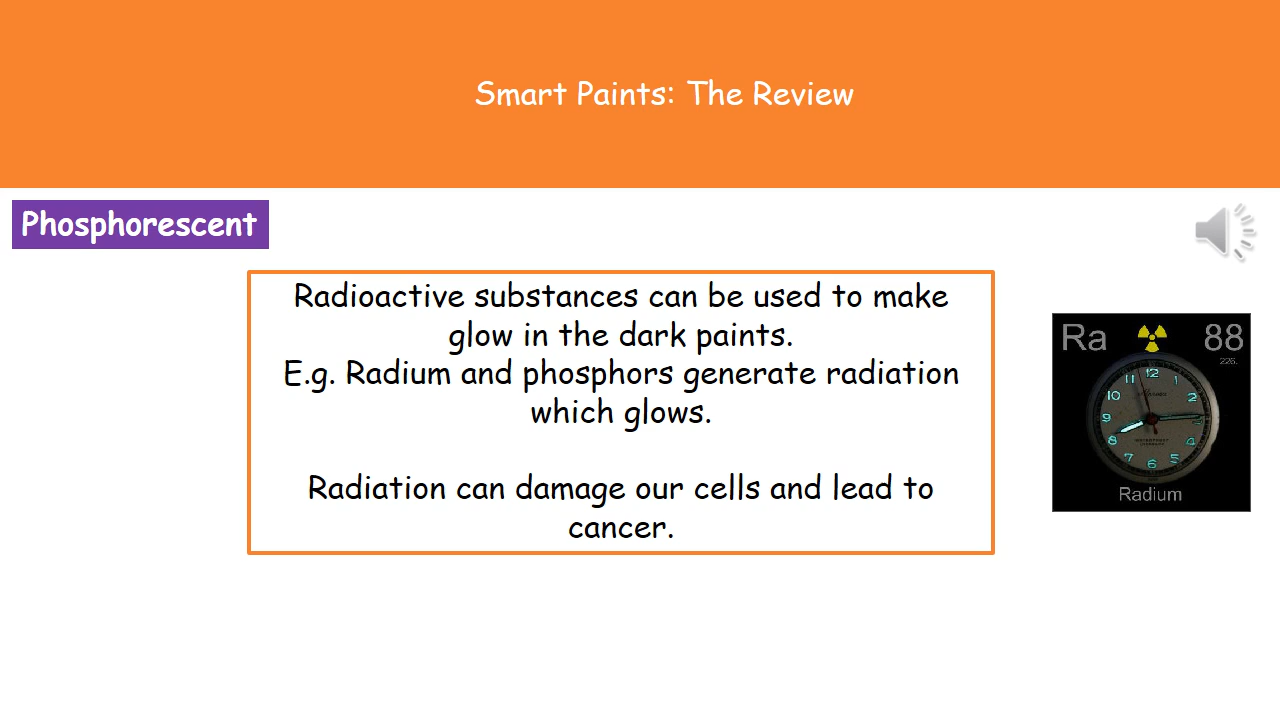 Smart Paints: The Review
Phosphorescent
Radioactive substances can be used to make
glow in the dark paints.
E.g. Radium and phosphors generate radiation
which glows.
Radiation can damage our cells and lead to
cancer.
Ra 88
226.
12
11 1
10 2
9
8 4
7 5
6
Radium